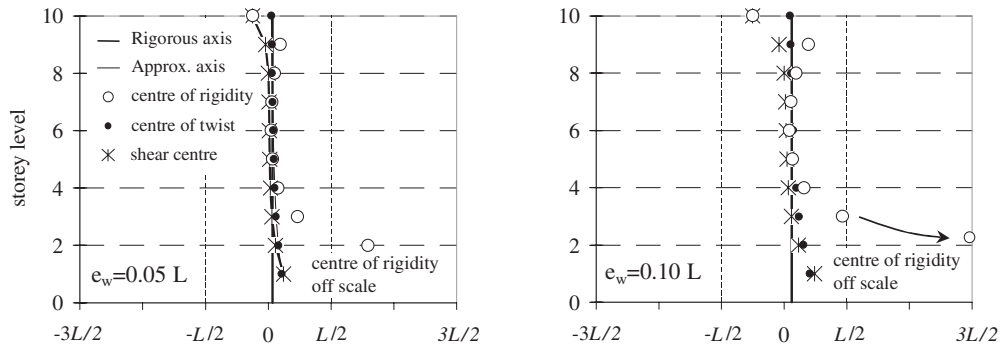 storey level
10
8
6
4
2
0
Rigorous axis
Approx. axis
centre of rigidity
centre of twist
shear centre
e_w=0.05 L
centre of rigidity
off scale
-3L/2
-L/2
0
L/2
3L/2
10
8
6
4
2
0
e_w=0.10 L
centre of rigidity
off scale
-3L/2
-L/2
0
L/2
3L/2